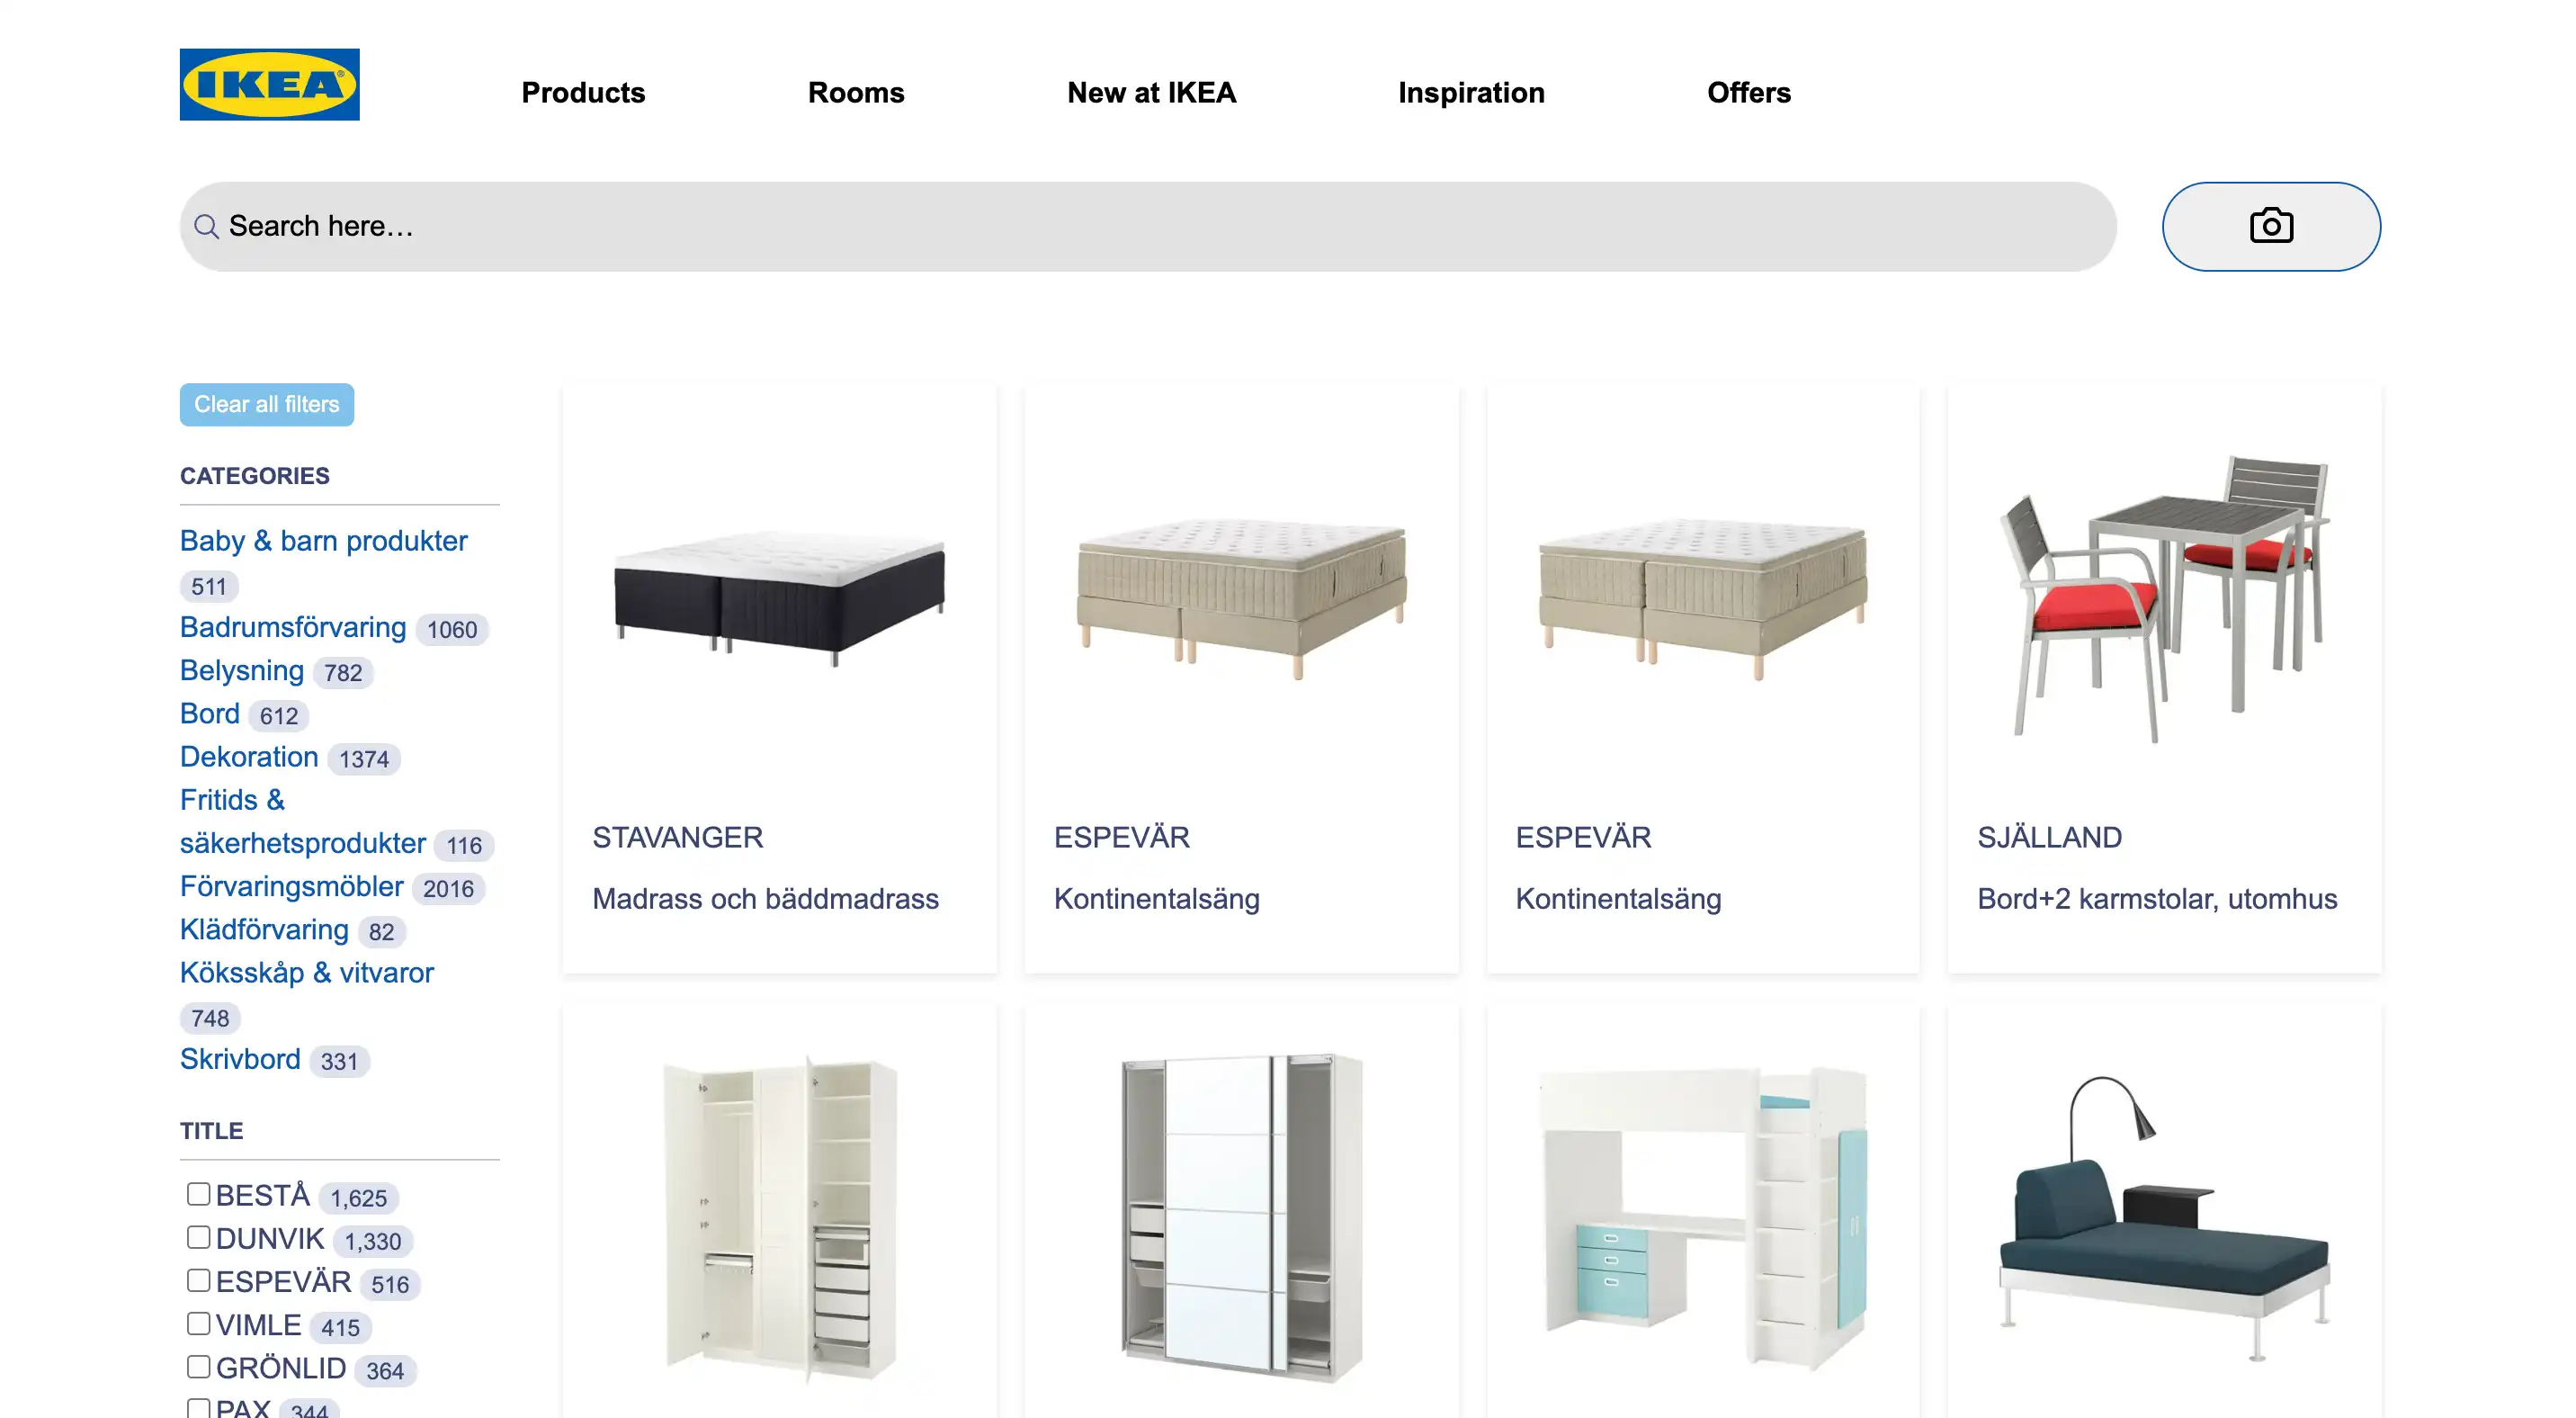 IKEA®
Products
Rooms
New at IKEA
Inspiration
Offers
Search here…
Clear all filters
CATEGORIES
Baby & barn produkter
511
Badrumsförvaring 1060
Belysning 782
Bord 612
Dekoration 1374
Fritids &
säkerhetsprodukter 116
Förvaringsmöbler 2016
Klädförvaring 82
Köksskåp & vitvaror
748
Skrivbord 331
TITLE
BESTÅ 1,625
DUNVIK 1,330
ESPEVÄR 516
VIMLE 415
GRÖNLID 364
PAX 344
STAVANGER
Madrass och bäddmadrass
ESPEVÄR
Kontinentalsäng
ESPEVÄR
Kontinentalsäng
SJÄLLAND
Bord+2 karmstolar, utomhus